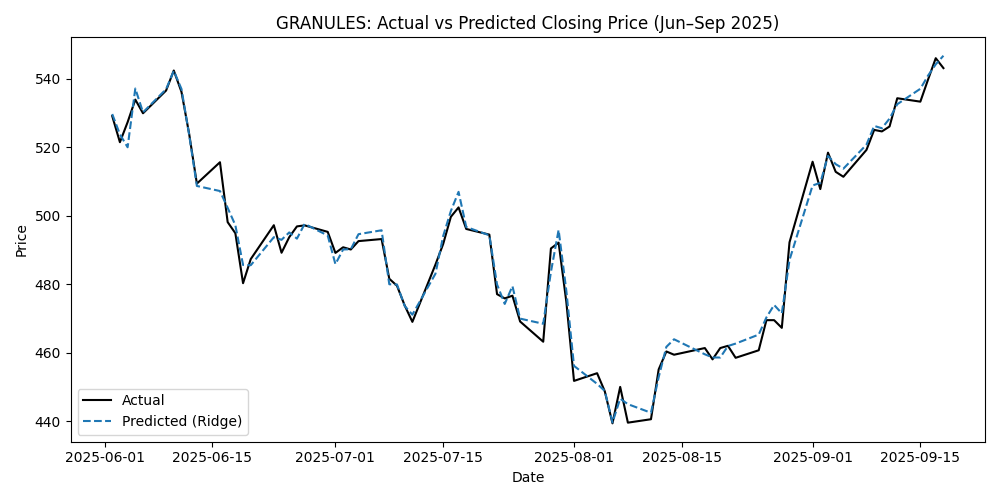 GRANULES: Actual vs Predicted Closing Price (Jun–Sep 2025)
Price
540
520
500
480
460
440
Actual
Predicted (Ridge)
2025-06-01 2025-06-15 2025-07-01 2025-07-15 2025-08-01 2025-08-15 2025-09-01 2025-09-15
Date